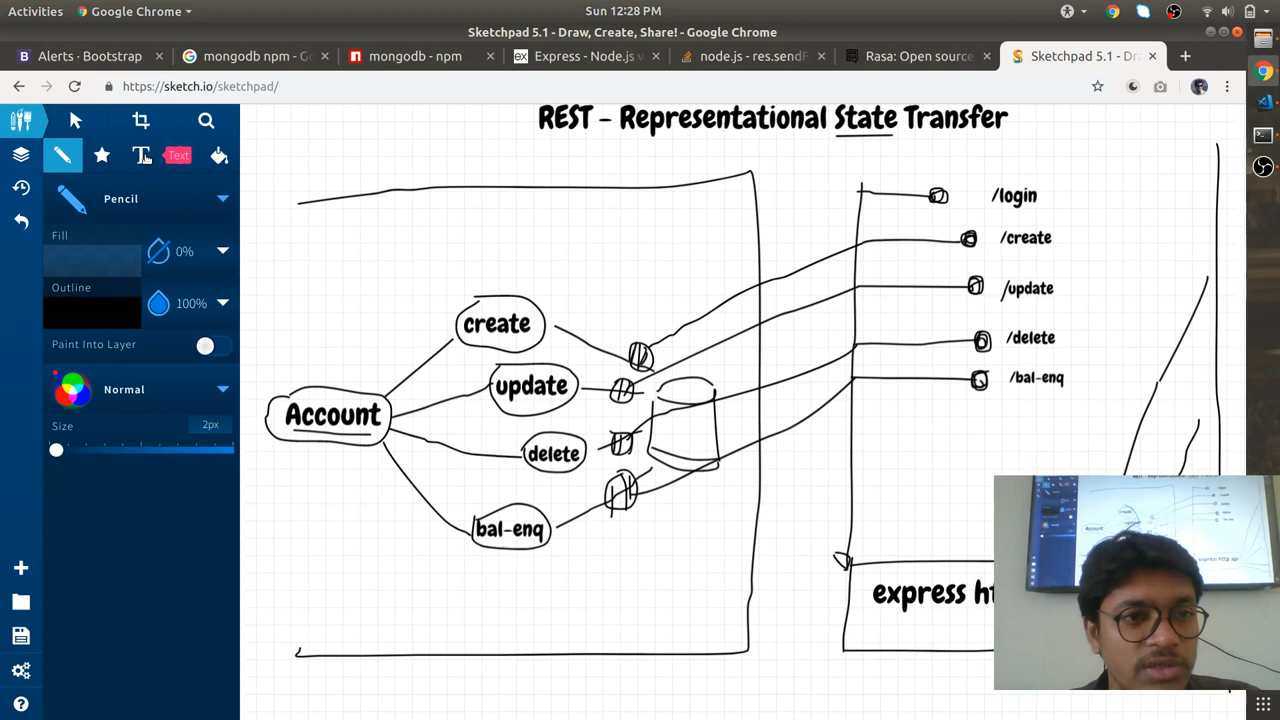 Activities
Google Chrome
Sun 12:28 PM
Sketchpad 5.1 - Draw, Create, Share! - Google Chrome
Alerts · Bootstrap
mongodb npm - Go
mongodb - npm
Express - Node.js w
node.js - res.sendF
Rasa: Open source
Sketchpad 5.1 - Dra
https://sketch.io/sketchpad/
REST - Representational State Transfer
Text
Pencil
Fill
0%
Outline
100%
Paint Into Layer
Normal
Size
2px
/login
/create
/update
/delete
/bal-enq
create
update
Account
delete
bal-enq
express ht